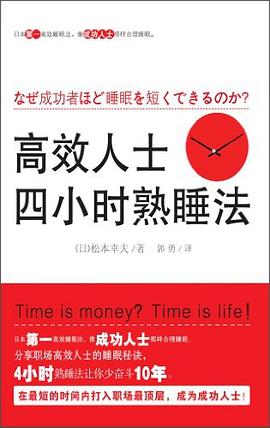 日本第一高效睡眠法，像成功人士那样合理睡眠。
なぜ成功者ほど睡眠を短くできるのか？
高效人士
四小时熟睡法
（日）松本幸夫/著 郭勇/译
Time is money? Time is life!
日本第一高效睡眠法，像成功人士那样合理睡眠。
分享职场高效人士的睡眠秘诀，
4小时熟睡法让你少奋斗10年。
在最短的时间内打入职场最顶层，成为成功人士！